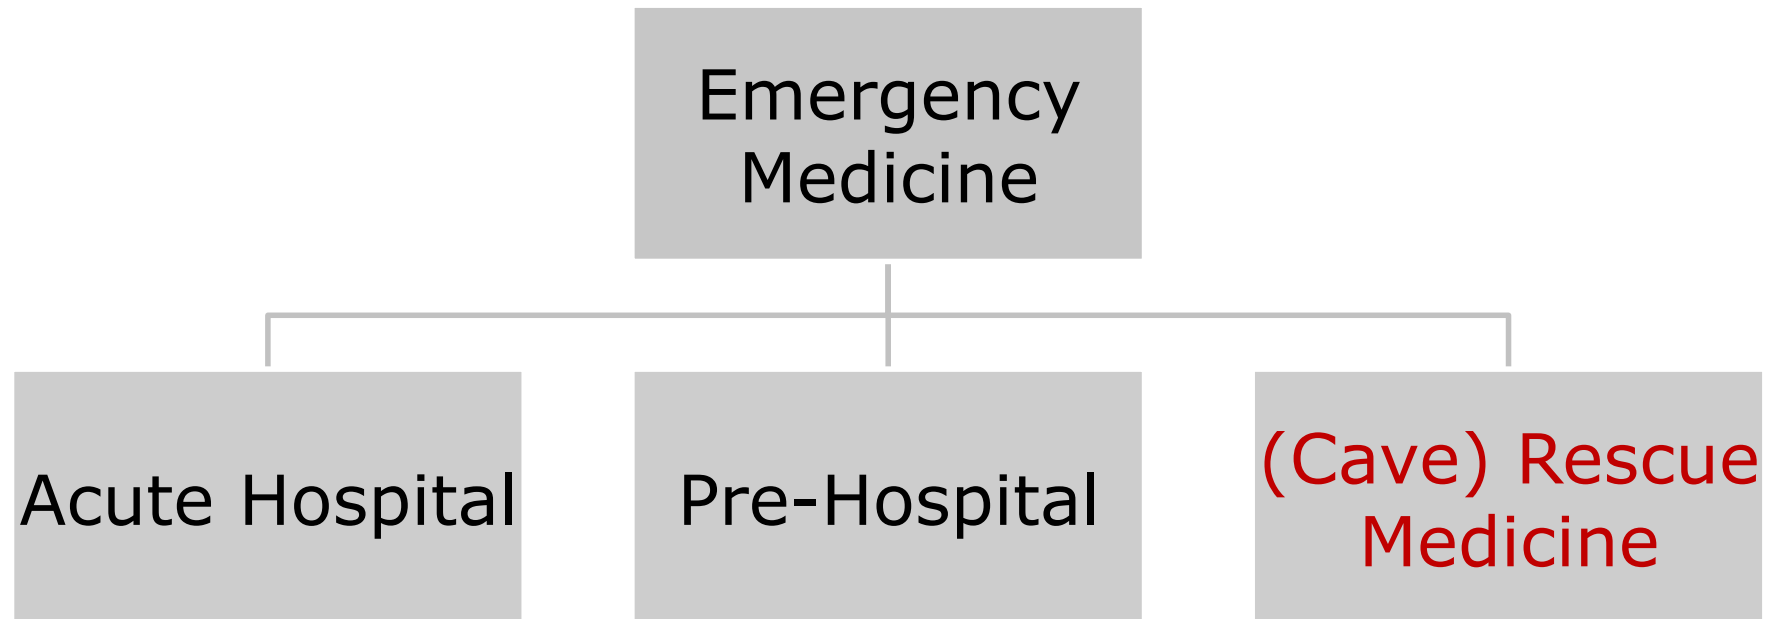 Emergency
Medicine
Acute Hospital
Pre-Hospital
(Cave) Rescue
Medicine